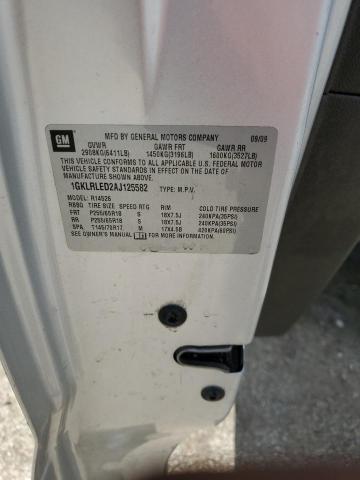 GM
MFD BY GENERAL MOTORS COMPANY 09/09
GVWR GAWR FRT GAWR RR
2908KG(6411LB) 1450KG(3196LB) 1600KG(3527LB)
THIS VEHICLE CONFORMS TO ALL APPLICABLE U.S. FEDERAL MOTOR
VEHICLE SAFETY AND THEFT PREVENTION STANDARDS IN
EFFECT ON THE DATE OF MANUFACTURE SHOWN ABOVE.
1GKLRLED2AJ125582 TYPE: M.P.V.
MODEL: R14526
TIRE SIZE SPEED RTG RIM COLD TIRE PRESSURE
FRT P255/65R18 S 18X7.5J 240KPA(35PSI)
RR P255/65R18 S 18X7.5J 240KPA(35PSI)
SPA T145/70R17 M 17X4.5B 420KPA(60PSI)
SEE OWNER'S MANUAL FOR MORE INFORMATION.